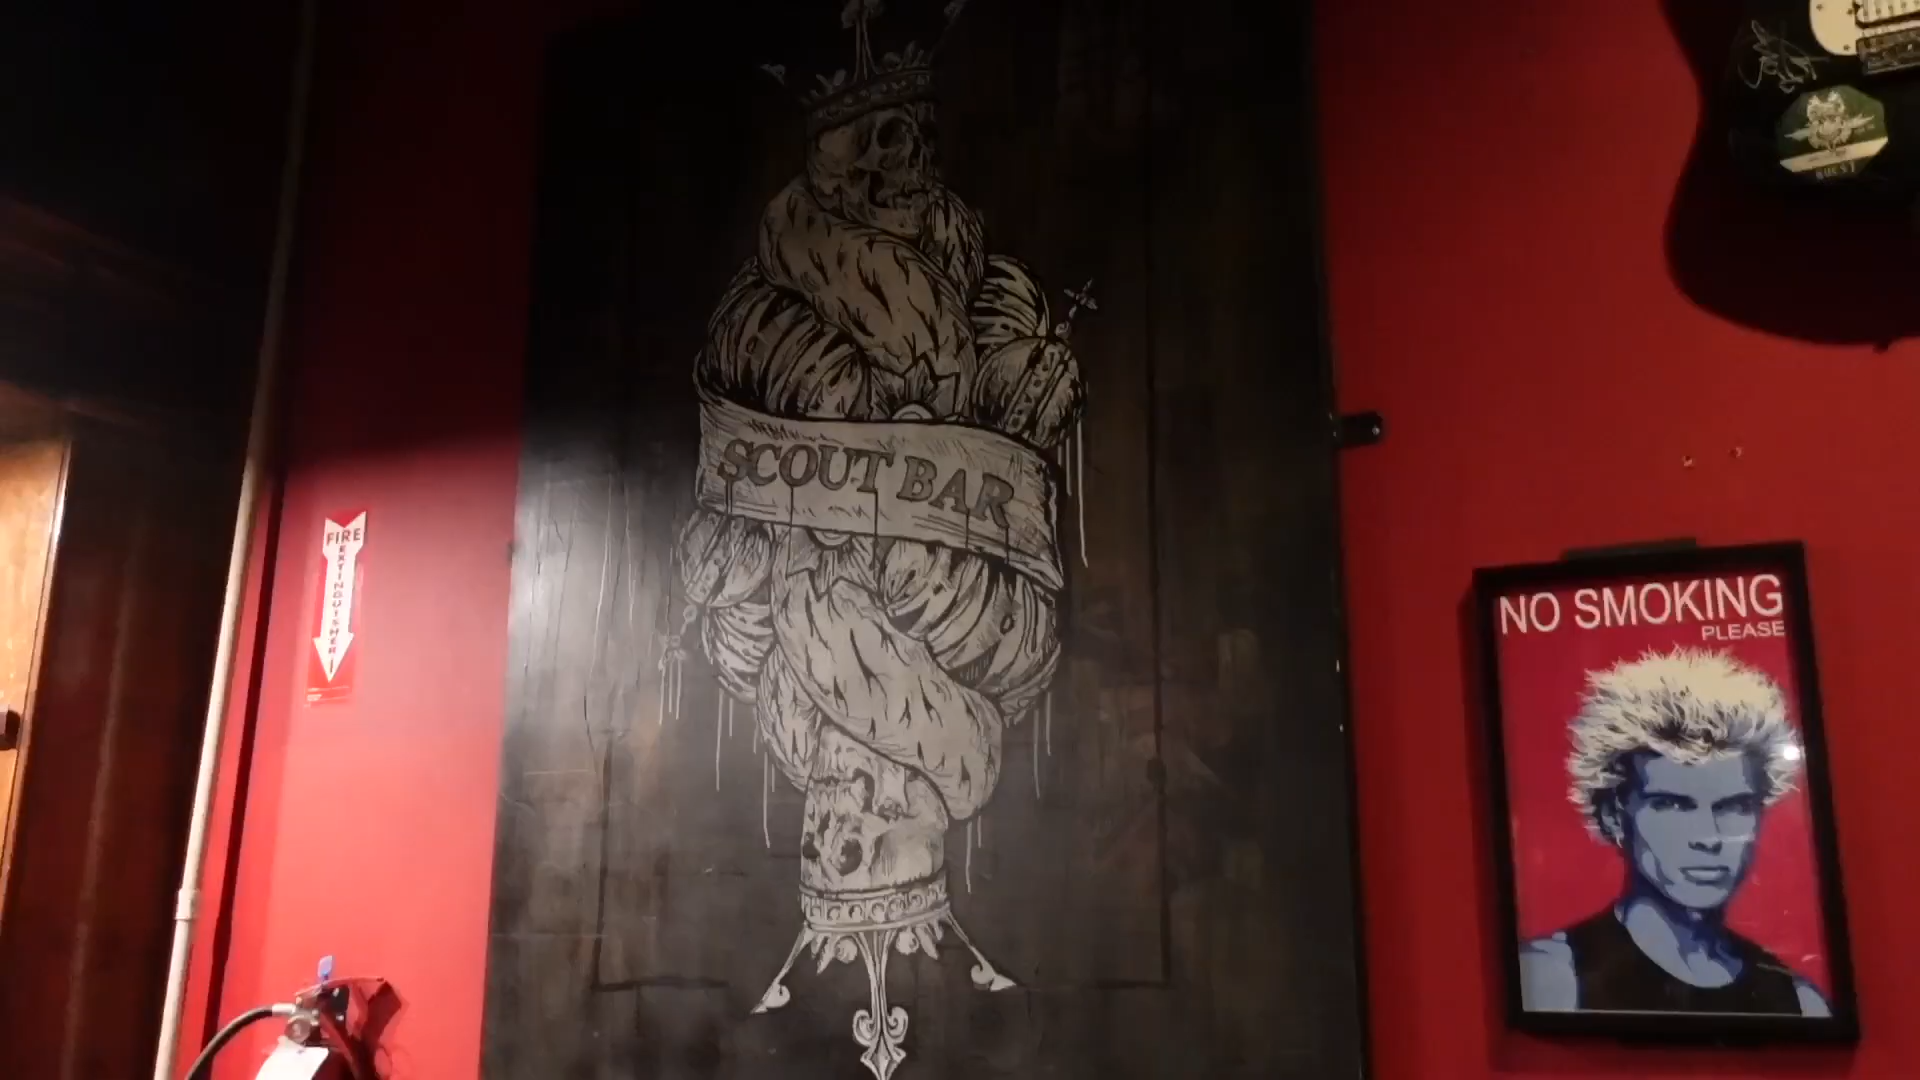 SCOUT BAR
FIRE
EXTINGUISHER
NO SMOKING
PLEASE